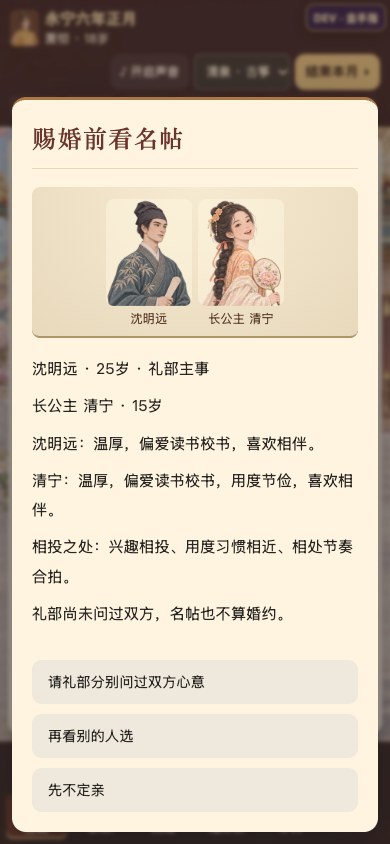 永宁六年正月
DEV · 选手指
开启声音
清晨 · 古筝
结束本月
赐婚前看名帖
沈明远
长公主 清宁
沈明远 · 25岁 · 礼部主事
长公主 清宁 · 15岁
沈明远：温厚，偏爱读书校书，喜欢相伴。
清宁：温厚，偏爱读书校书，用度节俭，喜欢相
伴。
相投之处：兴趣相投、用度习惯相近、相处节奏
合拍。
礼部尚未问过双方，名帖也不算婚约。
请礼部分别问过双方心意
再看别的人选
先不定亲